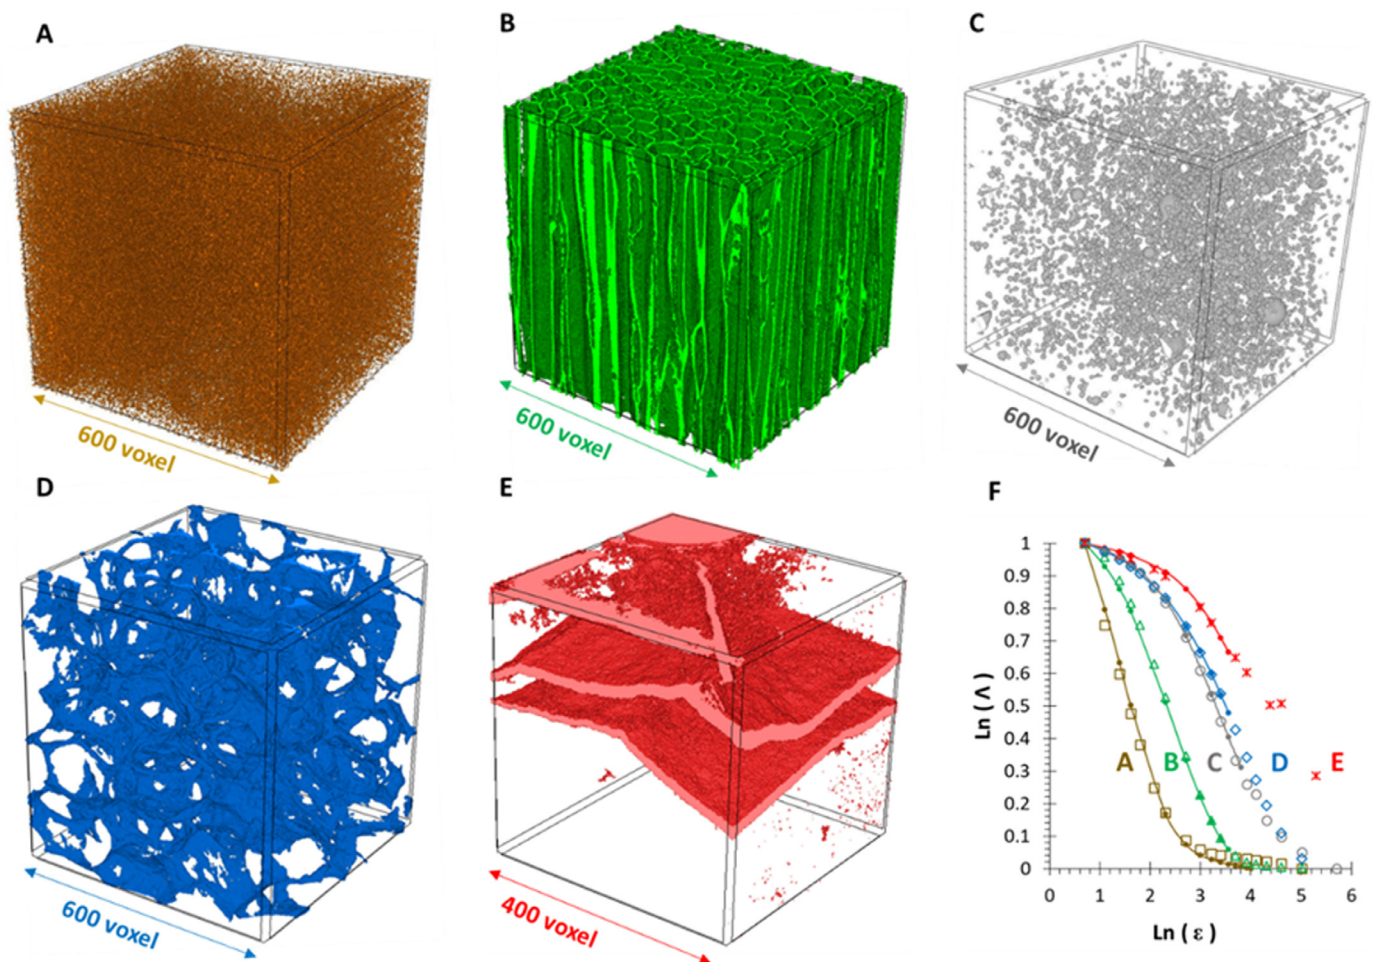 A
B
C
600 voxel
600 voxel
600 voxel
D
E
F
600 voxel
400 voxel
Ln ( Λ )
1
0.9
0.8
0.7
0.6
0.5
0.4
0.3
0.2
0.1
0
A
B
C
D
E
0 1 2 3 4 5 6
Ln ( ε )